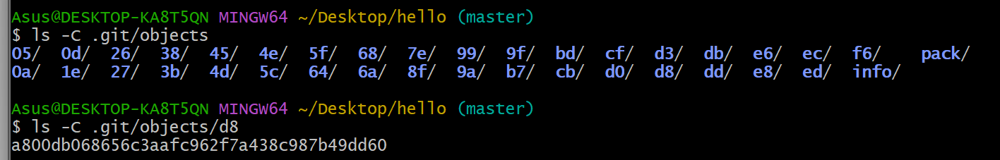 Asus@DESKTOP-KA8T5QN MINGW64 ~/Desktop/hello (master)
$ ls -C .git/objects
05/  0d/  26/  38/  45/  4e/  5f/  68/  7e/  99/  9f/  bd/  cf/  d3/  db/  e6/  ec/  f6/    pack/
0a/  1e/  27/  3b/  4d/  5c/  64/  6a/  8f/  9a/  b7/  cb/  d0/  d8/  dd/  e8/  ed/  info/
Asus@DESKTOP-KA8T5QN MINGW64 ~/Desktop/hello (master)
$ ls -C .git/objects/d8
a800db068656c3aafc962f7a438c987b49dd60